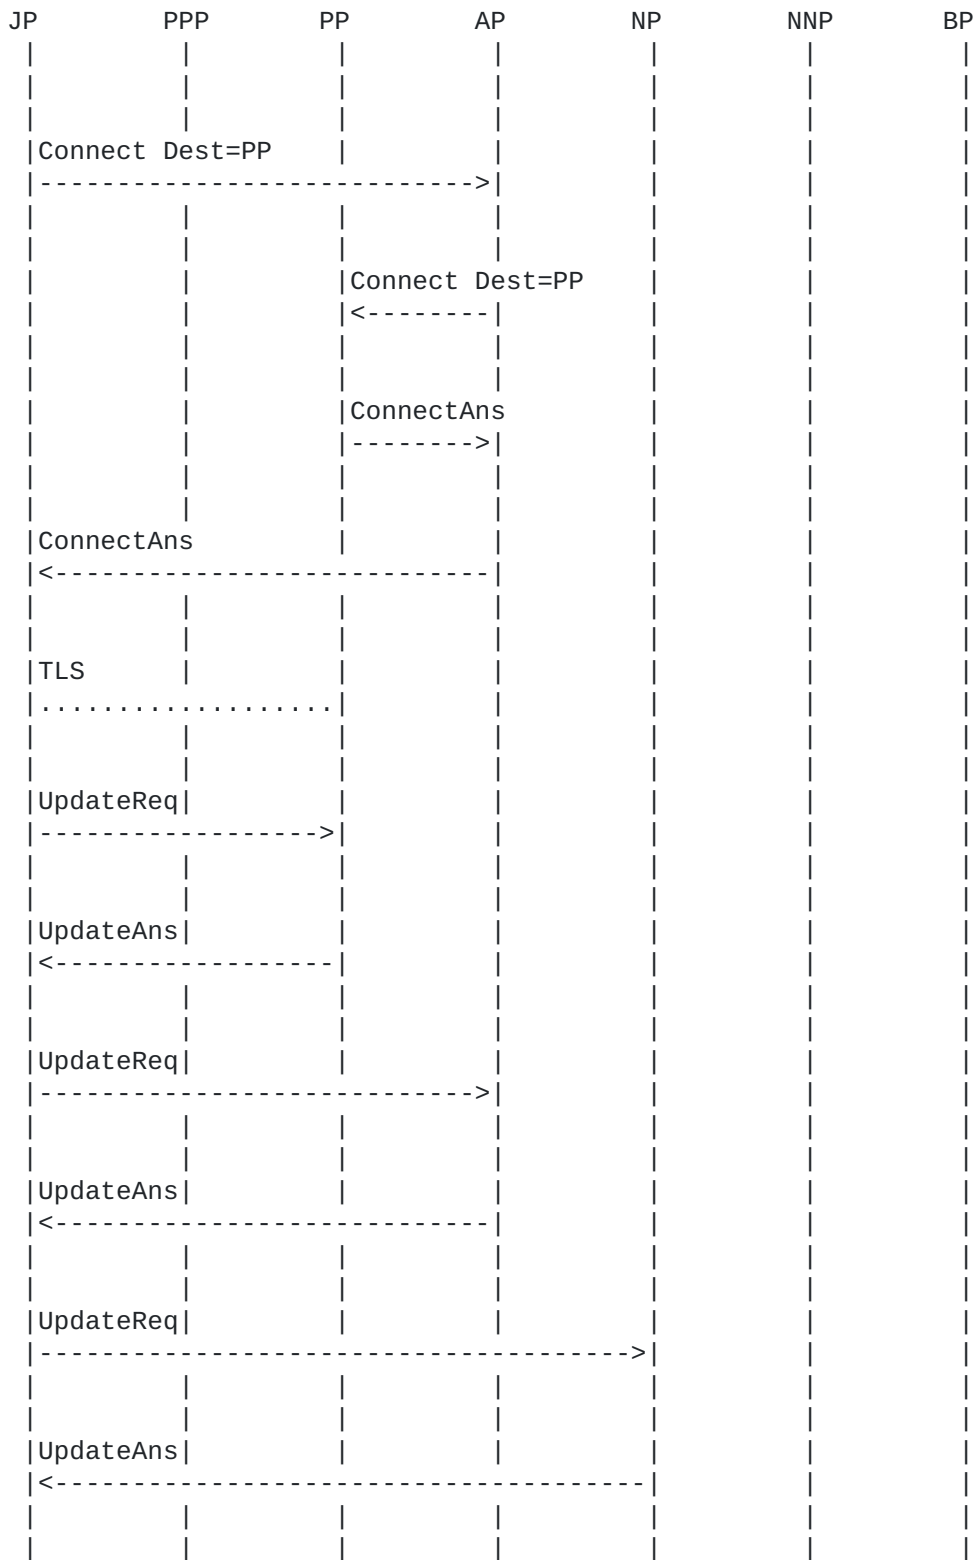 JP PPP PP AP NP NNP BP
Connect Dest=PP
Connect Dest=PP
ConnectAns
ConnectAns
TLS
UpdateReq
UpdateAns
UpdateReq
UpdateAns
UpdateReq
UpdateAns